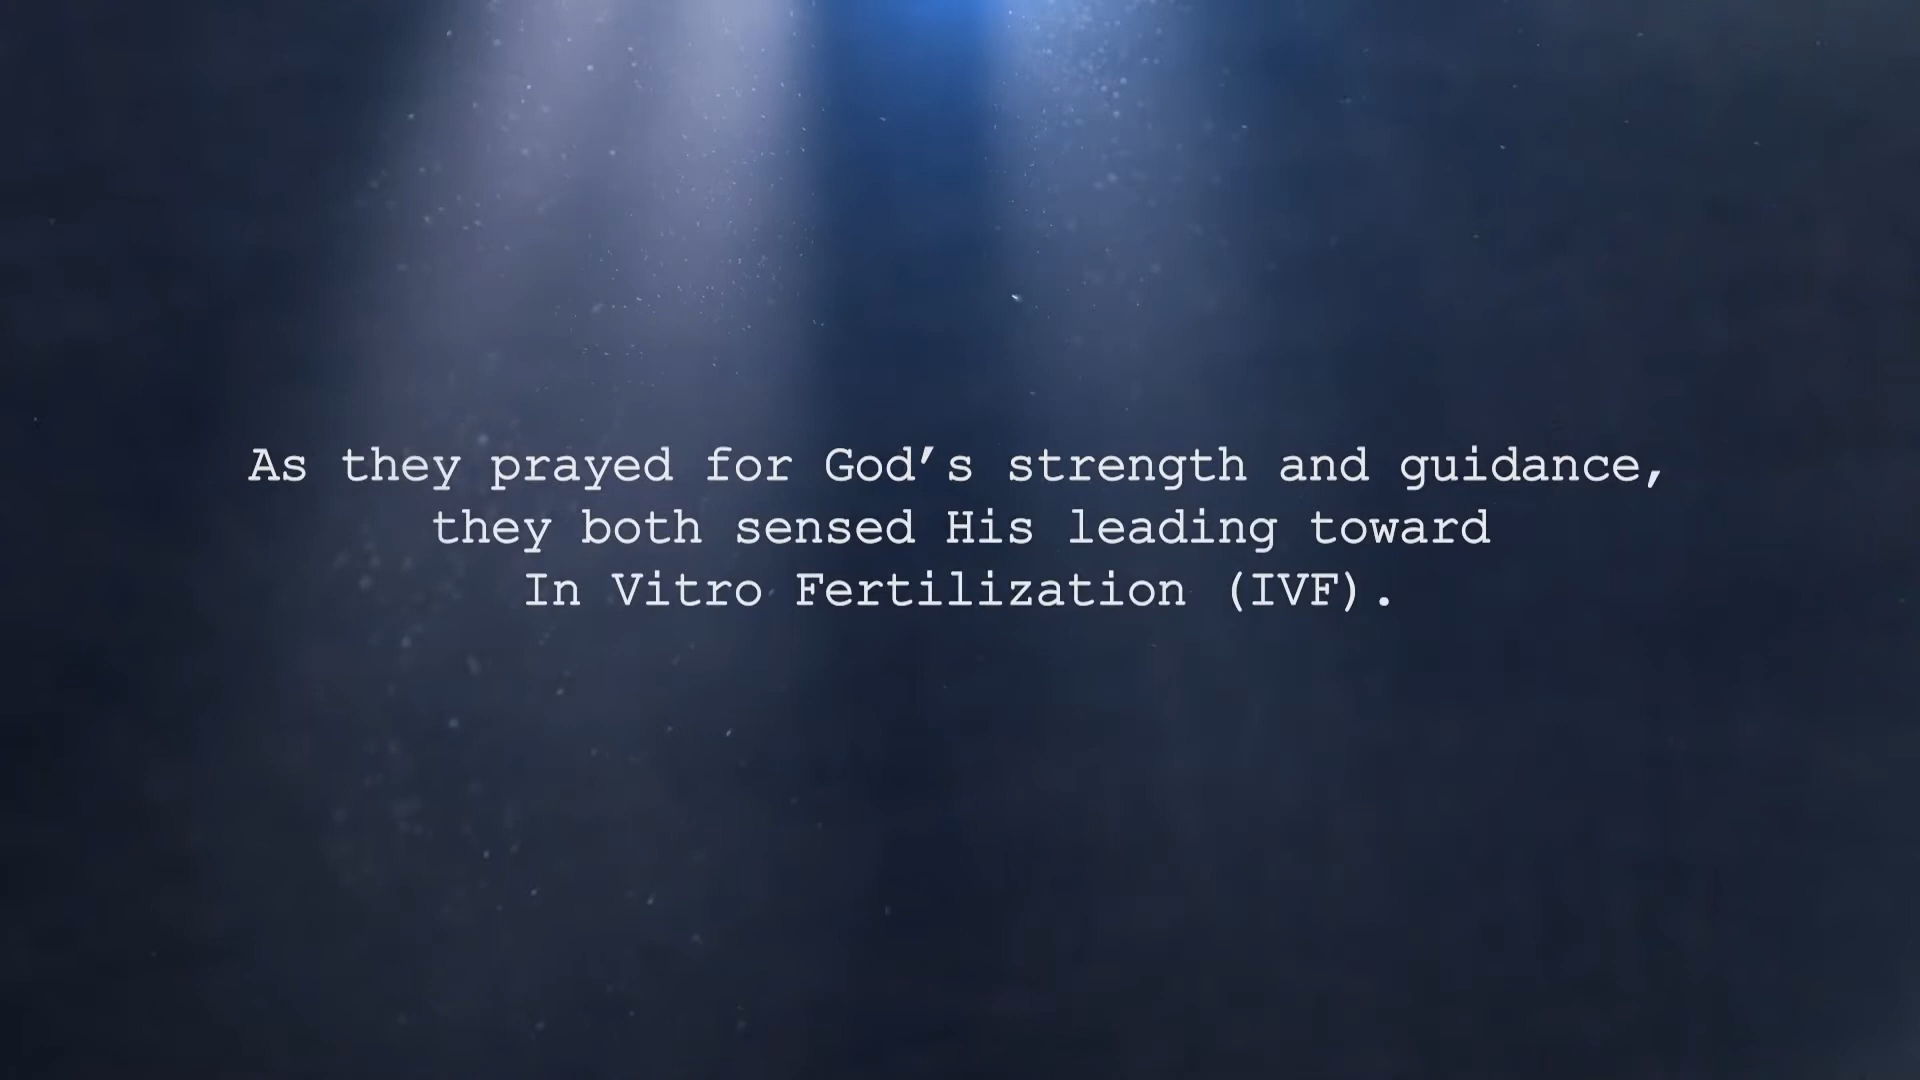 As they prayed for God’s strength and guidance,
they both sensed His leading toward
In Vitro Fertilization (IVF).